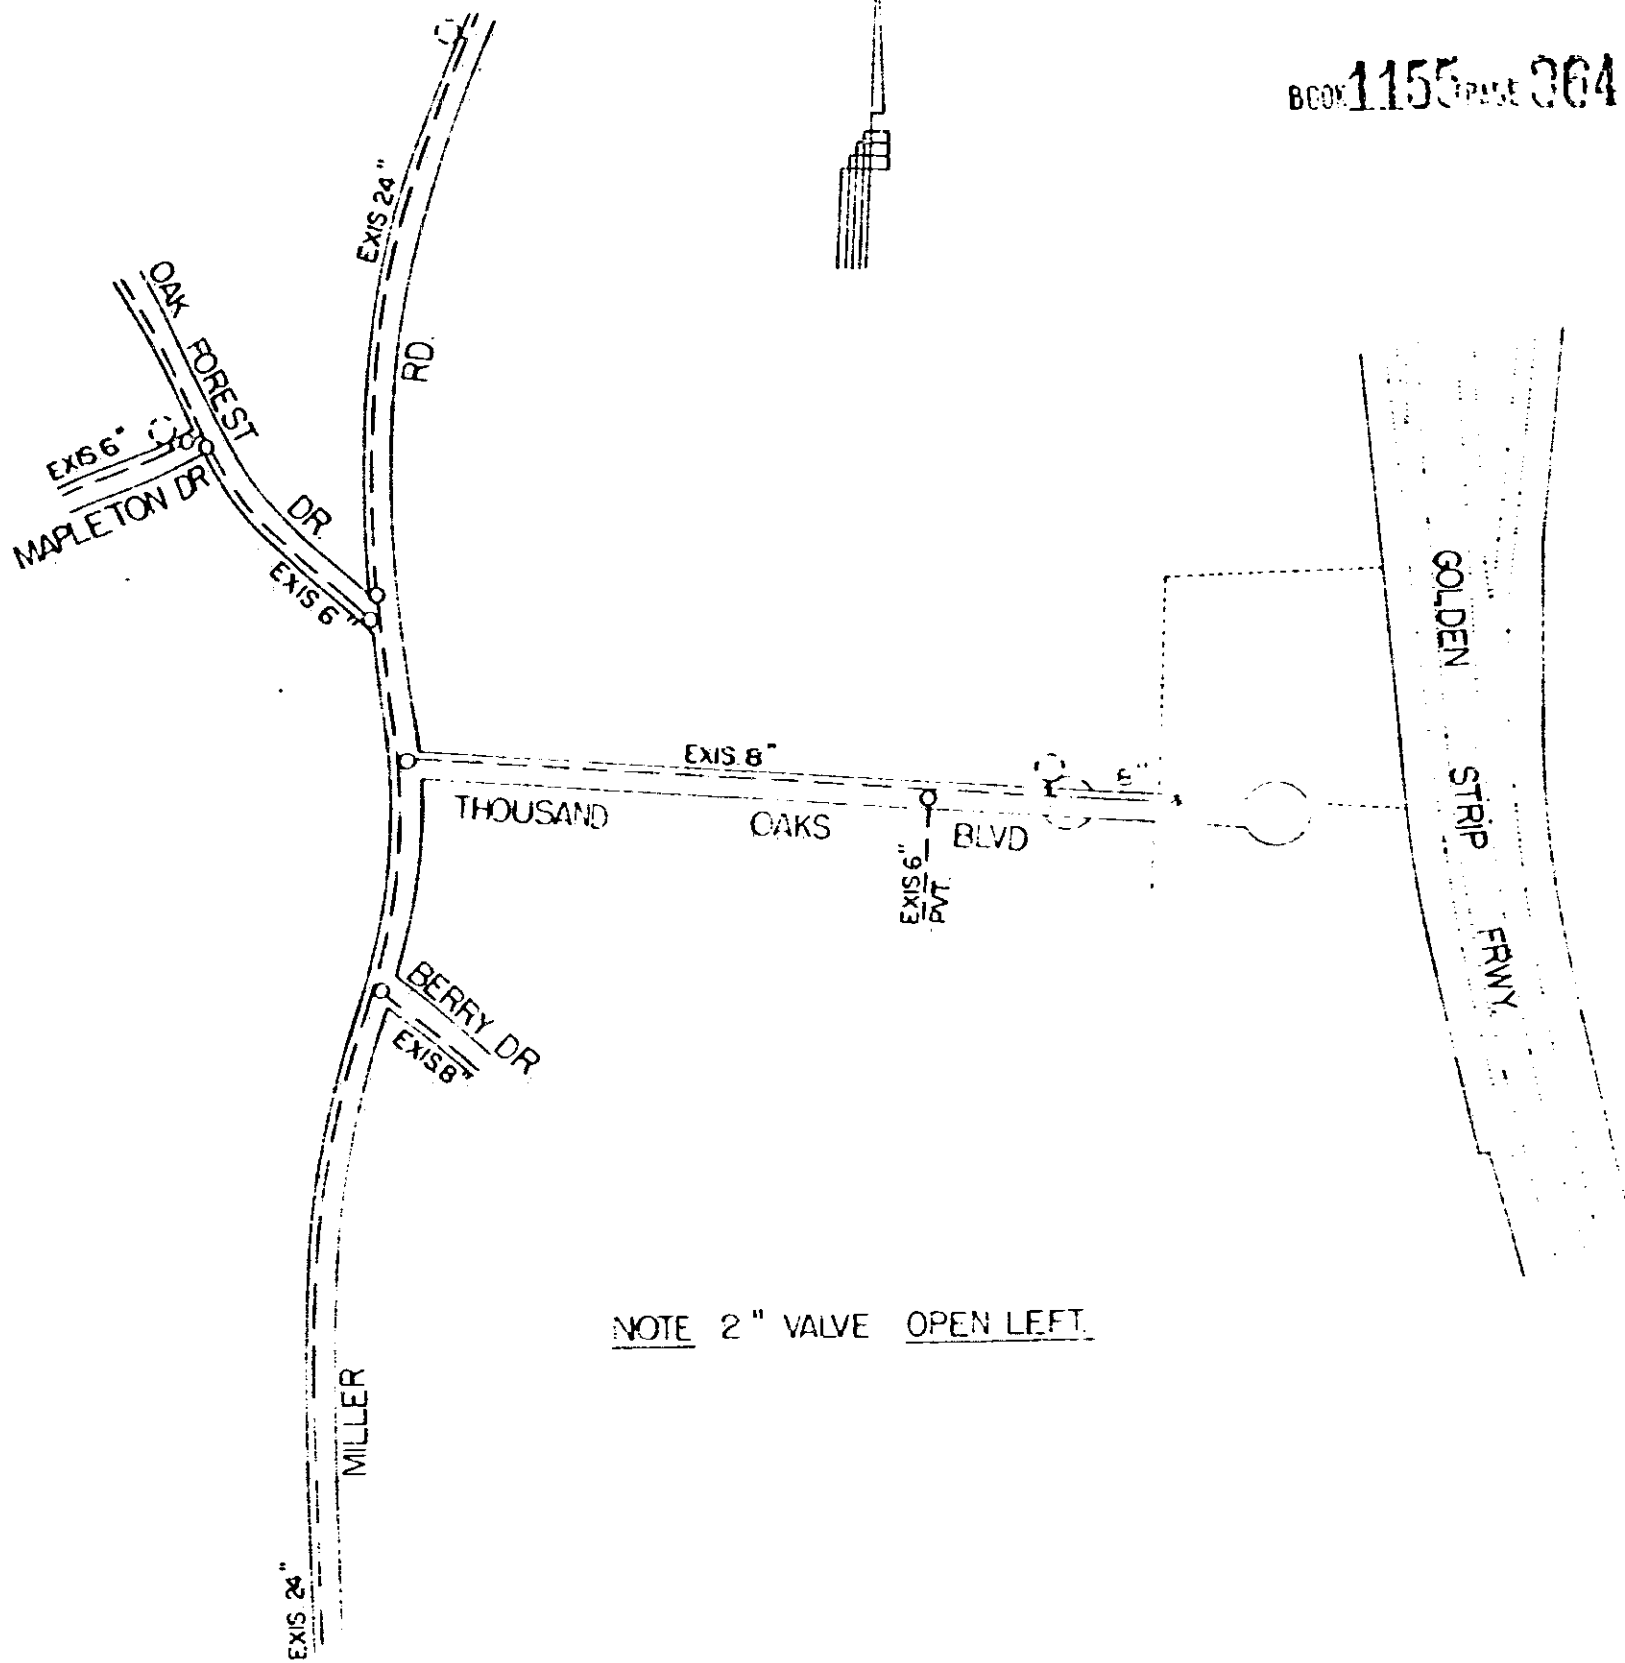 BOOK 1155 PAGE 364
EXIS. 24"
RD.
OAK FOREST DR.
EXIS. 6"
MAPLETON DR
EXIS. 6"
EXIS. 8"
THOUSAND OAKS BLVD
EXIS 6"
PVT.
GOLDEN STRIP FRWY.
BERRY DR
EXIS. 8"
NOTE 2" VALVE OPEN LEFT.
MILLER
EXIS. 24"